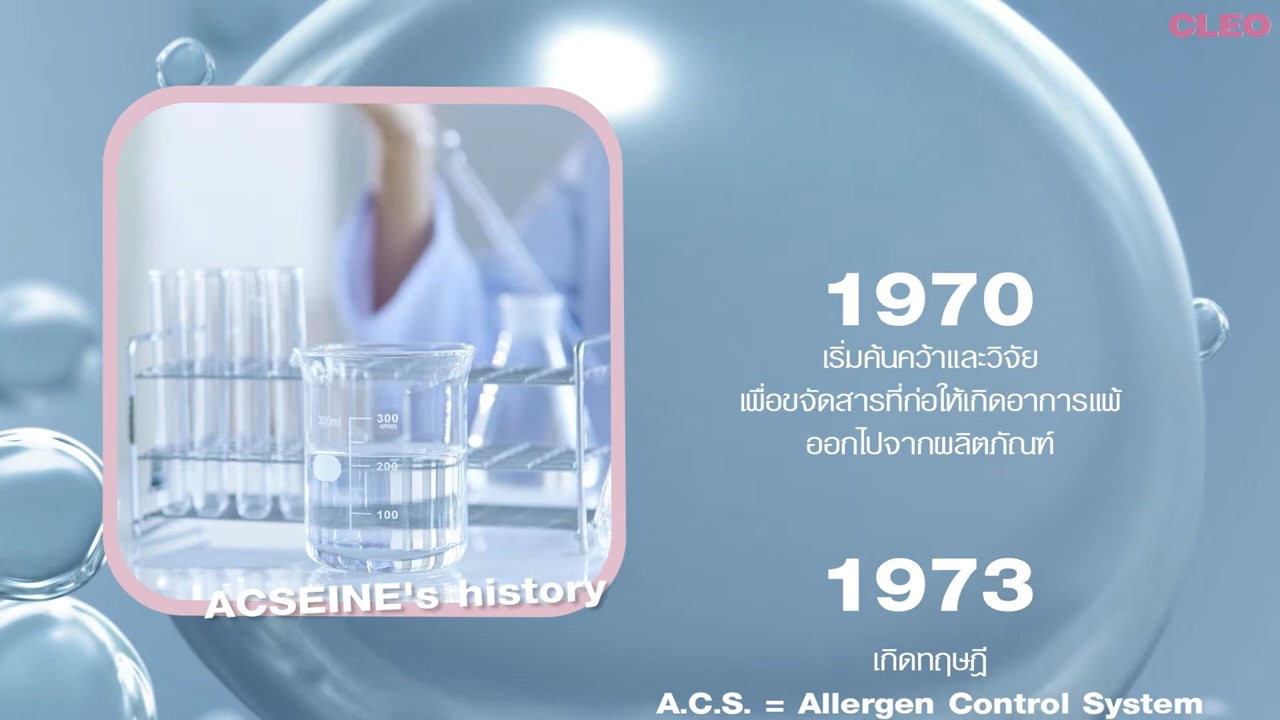 CLEO
300ml
300
APPROX
200
100
ACSEINE's history
1970
เริ่มค้นคว้าและวิจัย
เพื่อขจัดสารที่ก่อให้เกิดอาการแพ้
ออกไปจากผลิตภัณฑ์
1973
เกิดทฤษฎี
A.C.S. = Allergen Control System